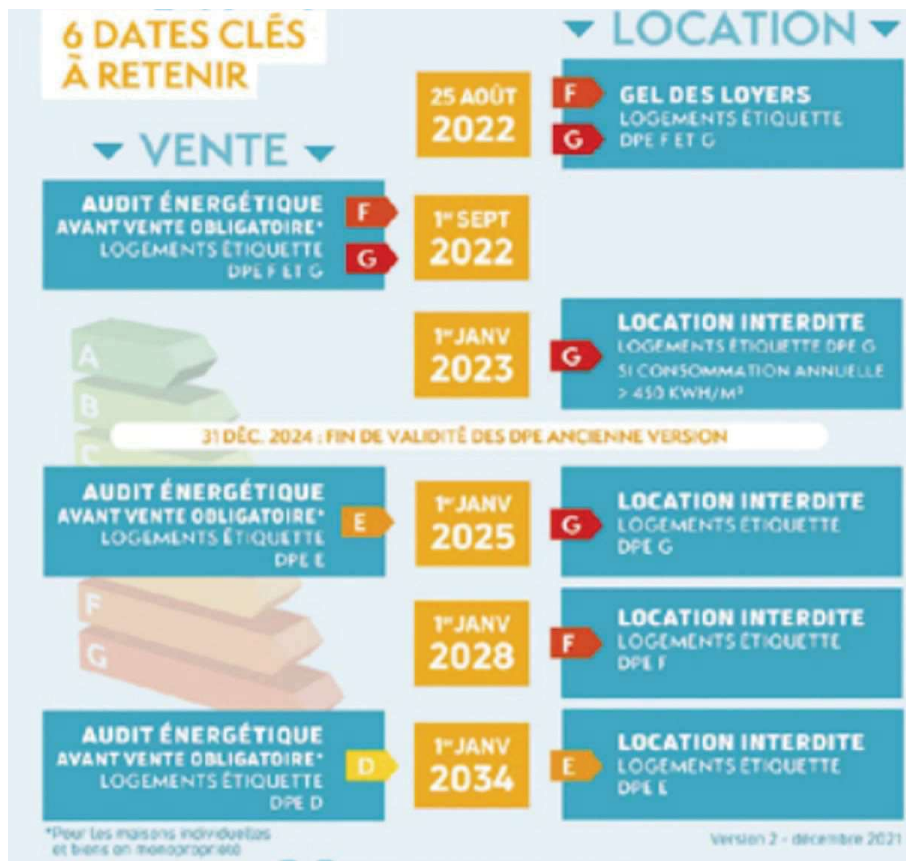 6 DATES CLÉS
À RETENIR
LOCATION
25 AOÛT
2022
F
G
GEL DES LOYERS
LOGEMENTS ÉTIQUETTE
DPE F ET G
VENTE
AUDIT ÉNERGÉTIQUE
AVANT VENTE OBLIGATOIRE*
LOGEMENTS ÉTIQUETTE
DPE F ET G
F
G
1er SEPT
2022
1er JANV
2023
G
LOCATION INTERDITE
LOGEMENTS ÉTIQUETTE DPE G
SI CONSOMMATION ANNUELLE
> 450 KWH/M²
A
B
C
31 DÉC. 2024 : FIN DE VALIDITÉ DES DPE ANCIENNE VERSION
AUDIT ÉNERGÉTIQUE
AVANT VENTE OBLIGATOIRE*
LOGEMENTS ÉTIQUETTE
DPE E
E
1er JANV
2025
G
LOCATION INTERDITE
LOGEMENTS ÉTIQUETTE
DPE G
F
G
1er JANV
2028
F
LOCATION INTERDITE
LOGEMENTS ÉTIQUETTE
DPE F
AUDIT ÉNERGÉTIQUE
AVANT VENTE OBLIGATOIRE*
LOGEMENTS ÉTIQUETTE
DPE D
D
1er JANV
2034
E
LOCATION INTERDITE
LOGEMENTS ÉTIQUETTE
DPE E
*Pour les maisons individuelles
et biens en monopropriété
Version 2 - décembre 2021